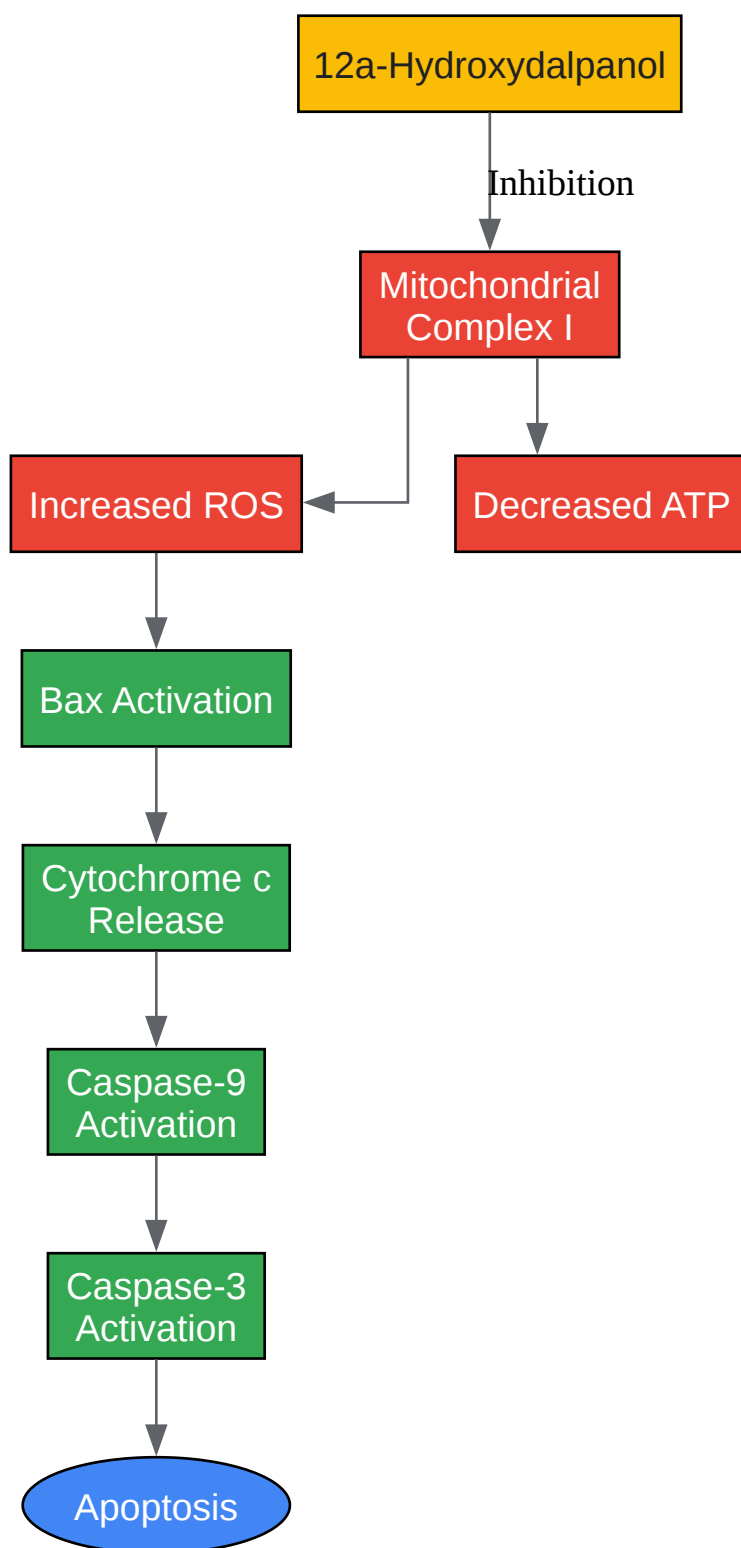 12a-Hydroxydalpanol
Inhibition
Mitochondrial
Complex I
Increased ROS
Decreased ATP
Bax Activation
Cytochrome c
Release
Caspase-9
Activation
Caspase-3
Activation
Apoptosis